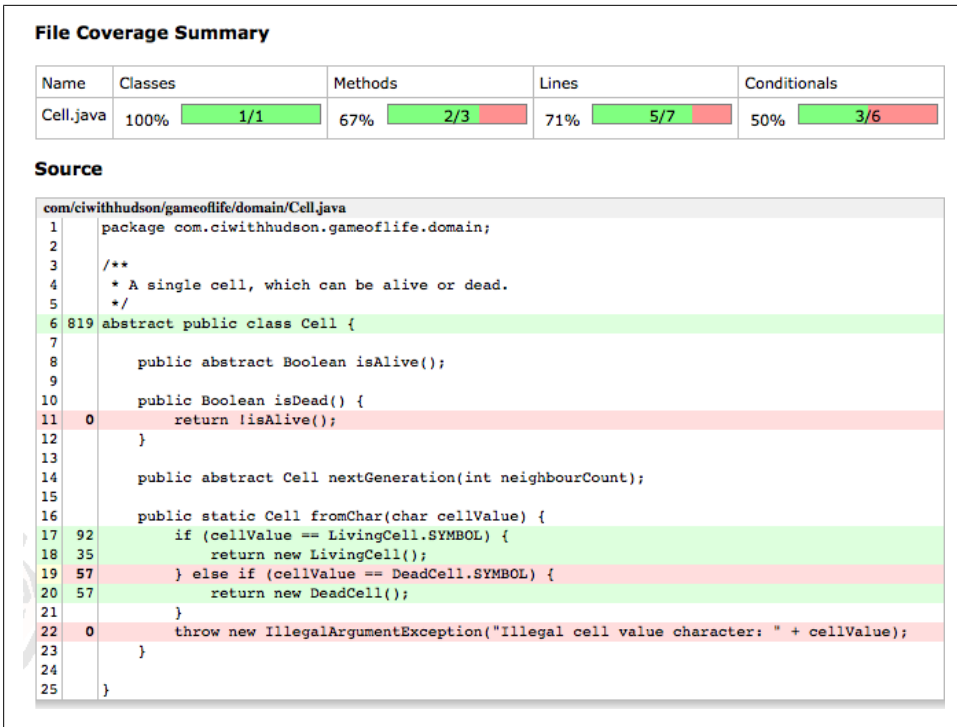 File Coverage Summary
Name Classes Methods Lines Conditionals
Cell.java 100% 1/1 67% 2/3 71% 5/7 50% 3/6
Source
com/ciwithhudson/gameoflife/domain/Cell.java
1 package com.ciwithhudson.gameoflife.domain;
2
3 /**
4 * A single cell, which can be alive or dead.
5 */
6 819 abstract public class Cell {
7
8 public abstract Boolean isAlive();
9
10 public Boolean isDead() {
11 0 return !isAlive();
12 }
13
14 public abstract Cell nextGeneration(int neighbourCount);
15
16 public static Cell fromChar(char cellValue) {
17 92 if (cellValue == LivingCell.SYMBOL) {
18 35 return new LivingCell();
19 57 } else if (cellValue == DeadCell.SYMBOL) {
20 57 return new DeadCell();
21 }
22 0 throw new IllegalArgumentException("Illegal cell value character: " + cellValue);
23 }
24
25 }